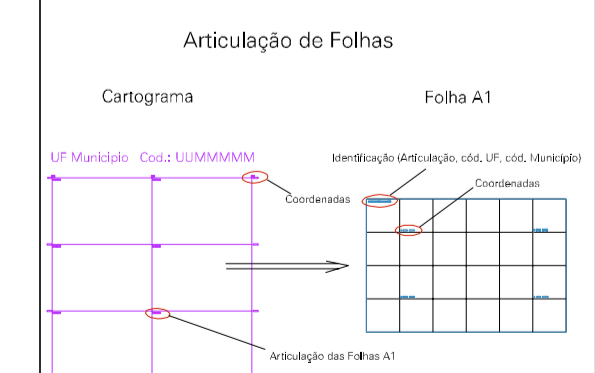 Articulação de Folhas
Cartograma
Folha A1
UF Municipio Cod.: UUMMMMM
Identificação (Articulação, cód. UF, cód. Município)
Coordenadas
Coordenadas
Articulação das Folhas A1